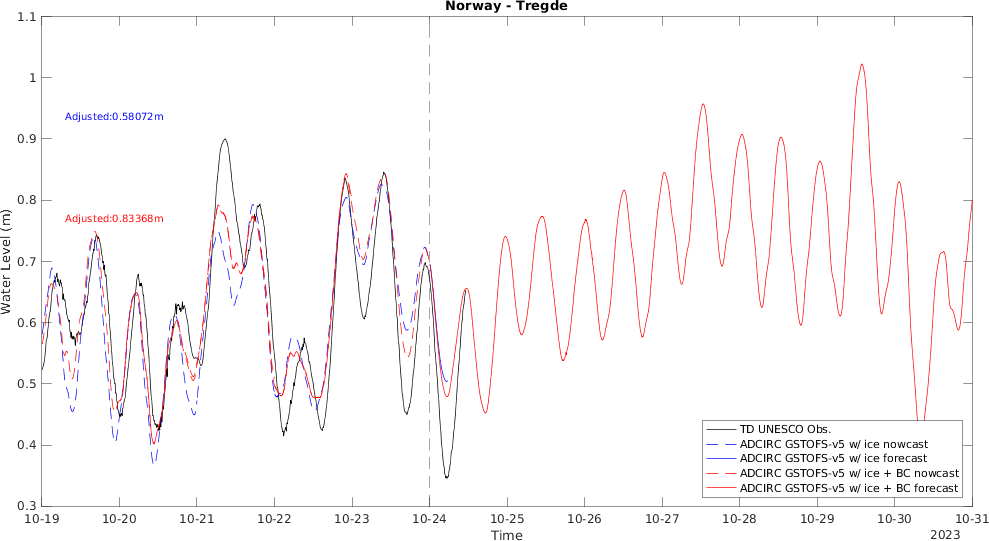 Norway - Tregde
1.1
1
0.9
0.8
0.7
0.6
0.5
0.4
0.3
Water Level (m)
Adjusted:0.58072m
Adjusted:0.83368m
TD UNESCO Obs.
ADCIRC GSTOFS-v5 w/ ice nowcast
ADCIRC GSTOFS-v5 w/ ice forecast
ADCIRC GSTOFS-v5 w/ ice + BC nowcast
ADCIRC GSTOFS-v5 w/ ice + BC forecast
10-19 10-20 10-21 10-22 10-23 10-24 10-25 10-26 10-27 10-28 10-29 10-30 10-31
Time
2023